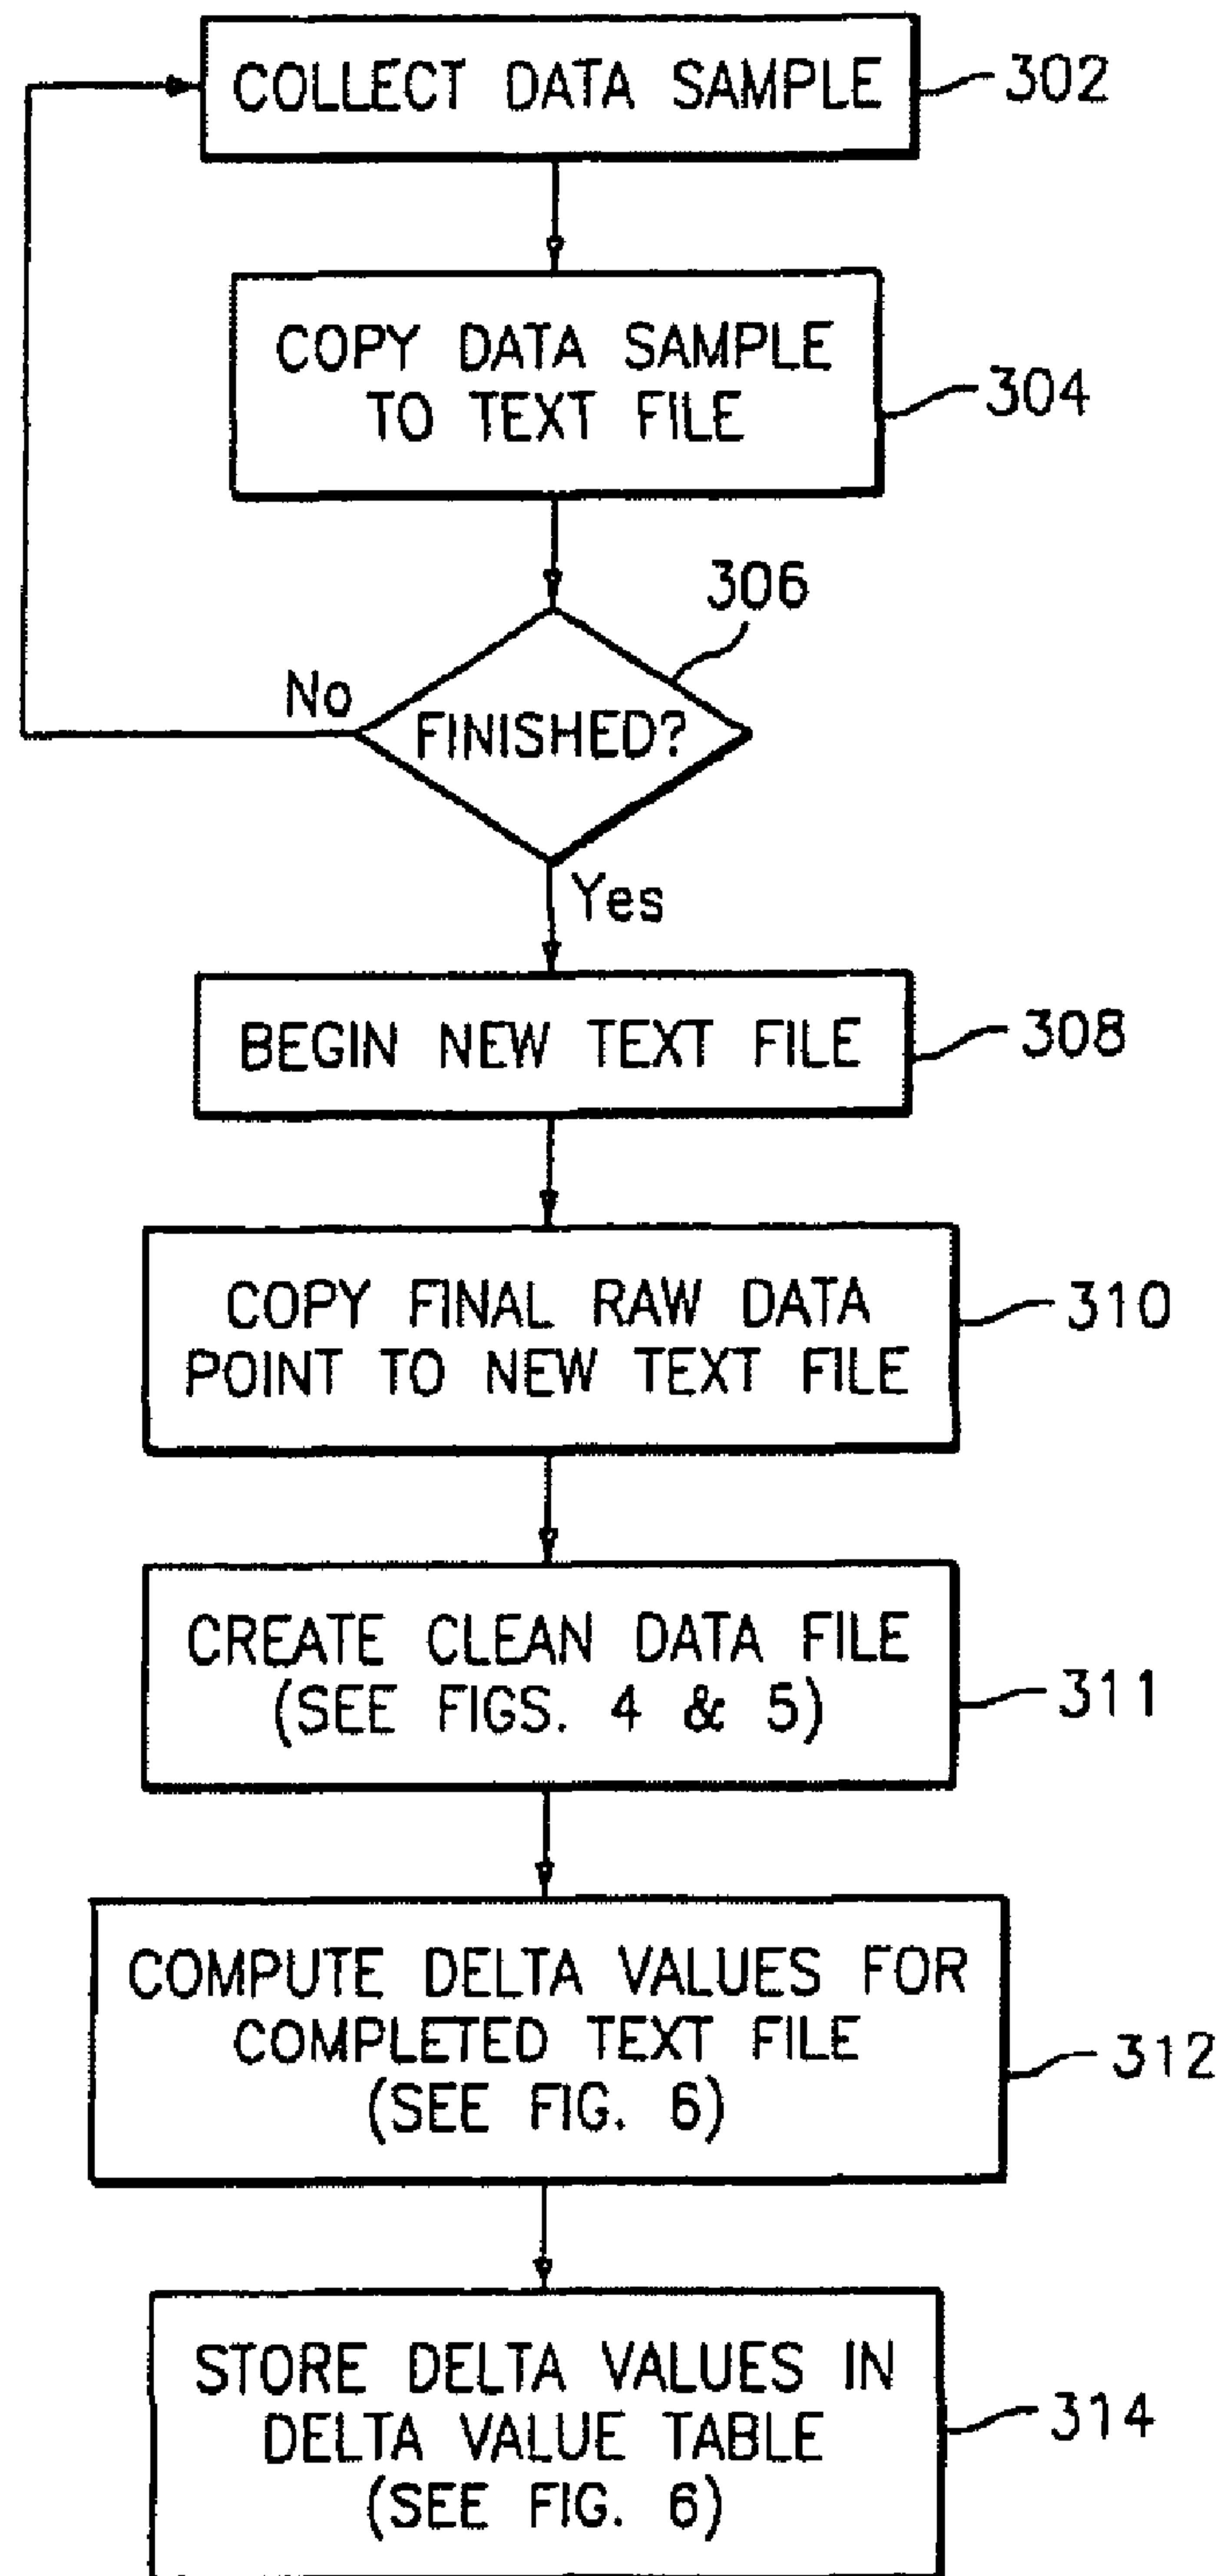 COLLECT DATA SAMPLE
302
COPY DATA SAMPLE
TO TEXT FILE
304
306
No
FINISHED?
Yes
BEGIN NEW TEXT FILE
308
COPY FINAL RAW DATA
POINT TO NEW TEXT FILE
310
CREATE CLEAN DATA FILE
(SEE FIGS. 4 & 5)
311
COMPUTE DELTA VALUES FOR
COMPLETED TEXT FILE
(SEE FIG. 6)
312
STORE DELTA VALUES IN
DELTA VALUE TABLE
(SEE FIG. 6)
314